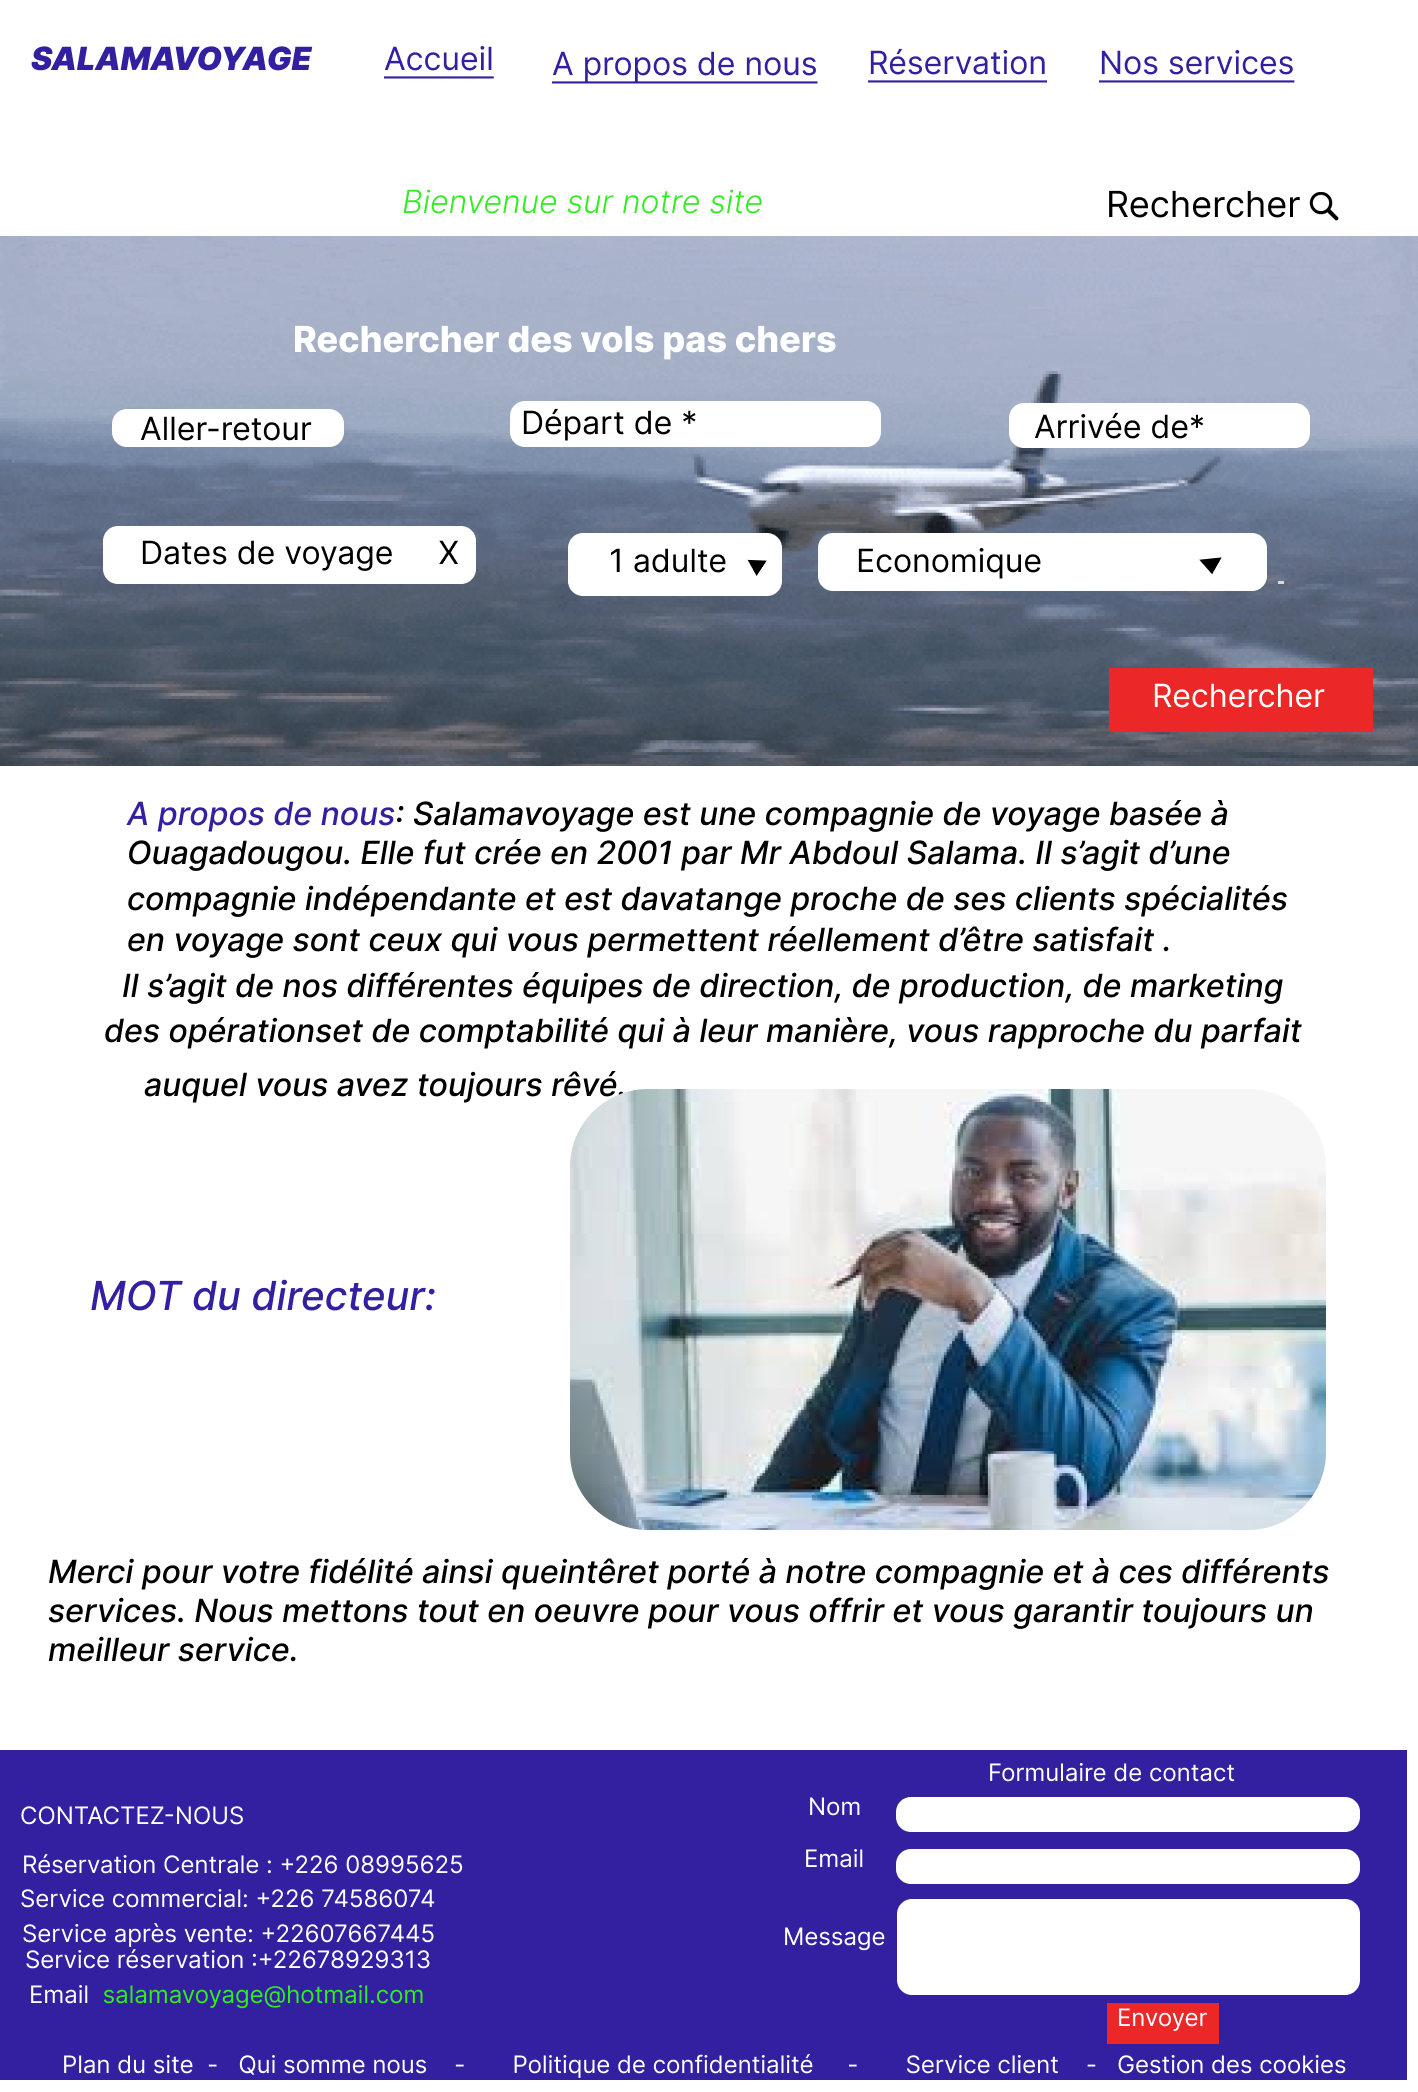 SALAMAVOYAGE
Accueil
A propos de nous
Réservation
Nos services
Bienvenue sur notre site
Rechercher
Rechercher des vols pas chers
Aller-retour
Départ de *
Arrivée de*
Dates de voyage X
1 adulte
Economique
-
Rechercher
A propos de nous: Salamavoyage est une compagnie de voyage basée à
Ouagadougou. Elle fut crée en 2001 par Mr Abdoul Salama. Il s’agit d’une
compagnie indépendante et est davatange proche de ses clients spécialités
en voyage sont ceux qui vous permettent réellement d’être satisfait .
Il s’agit de nos différentes équipes de direction, de production, de marketing
des opérationset de comptabilité qui à leur manière, vous rapproche du parfait
auquel vous avez toujours rêvé.
MOT du directeur:
Merci pour votre fidélité ainsi queintêret porté à notre compagnie et à ces différents
services. Nous mettons tout en oeuvre pour vous offrir et vous garantir toujours un
meilleur service.
Formulaire de contact
Nom
Email
Message
Envoyer
CONTACTEZ-NOUS
Réservation Centrale : +226 08995625
Service commercial: +226 74586074
Service après vente: +22607667445
Service réservation :+22678929313
Email salamavoyage@hotmail.com
Plan du site - Qui somme nous - Politique de confidentialité - Service client - Gestion des cookies